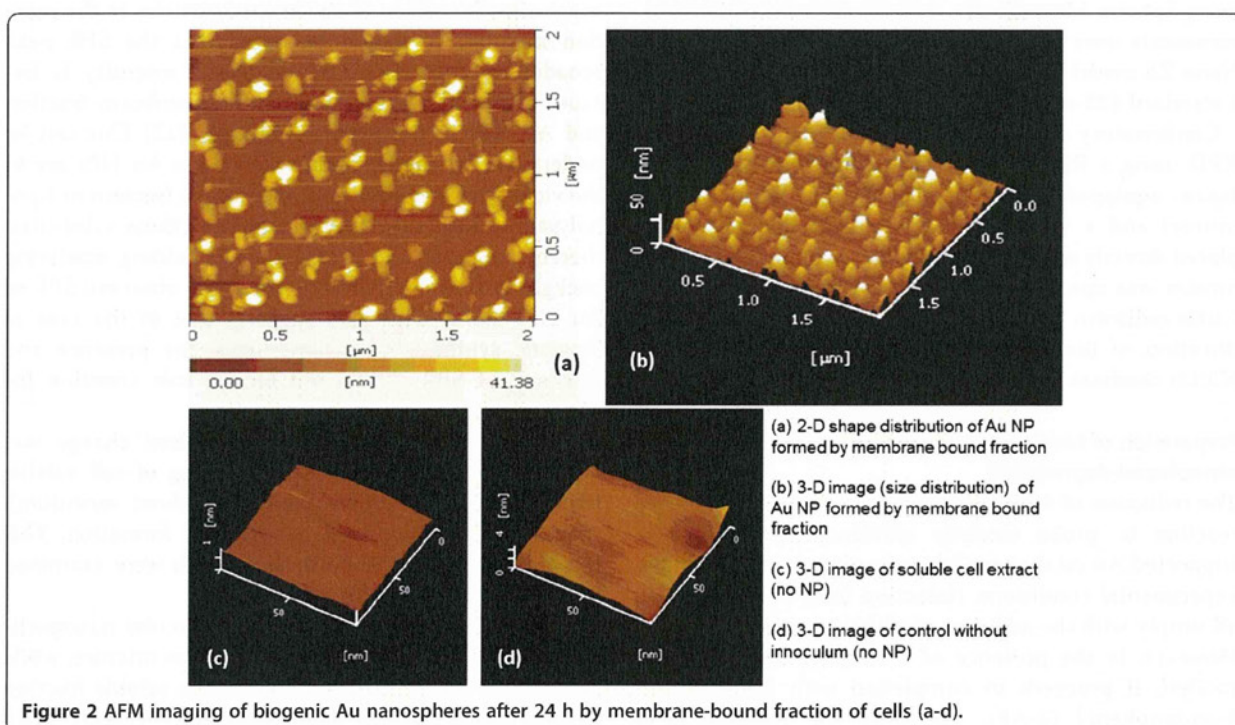 2
1.5
1
[µm]
0.5
0
0 0.5 1 1.5 2
[µm]
(a)
0.00 [nm] 41.38
[nm]
50
0
0.0
0.5
1.0
1.5
0.5
1.0
1.5
(b)
[µm]
[nm]
1
0
50
50
(c)
[nm]
[nm]
4
0
0
50
50
(d)
[nm]
(a) 2-D shape distribution of Au NP
formed by membrane bound fraction
(b) 3-D image (size distribution) of
Au NP formed by membrane bound
fraction
(c) 3-D image of soluble cell extract
(no NP)
(d) 3-D image of control without
innoculum (no NP)
Figure 2 AFM imaging of biogenic Au nanospheres after 24 h by membrane-bound fraction of cells (a-d).